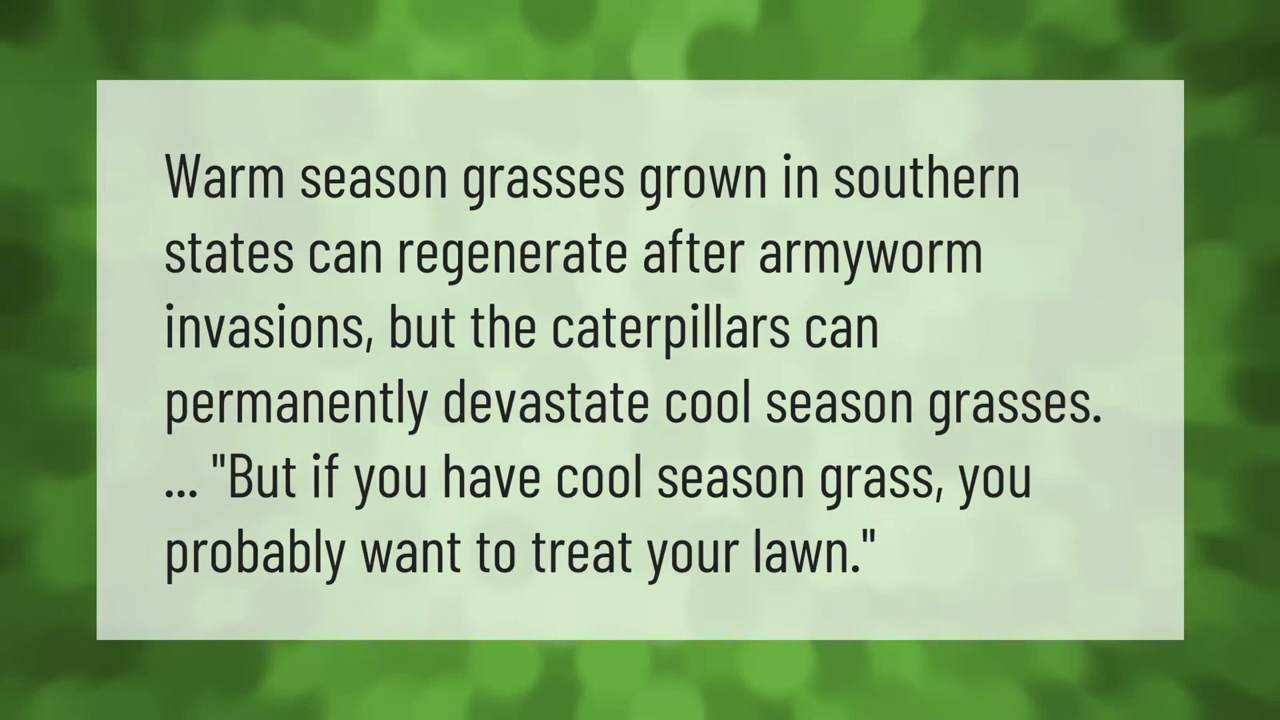 Warm season grasses grown in southern
states can regenerate after armyworm
invasions, but the caterpillars can
permanently devastate cool season grasses.
... "But if you have cool season grass, you
probably want to treat your lawn."